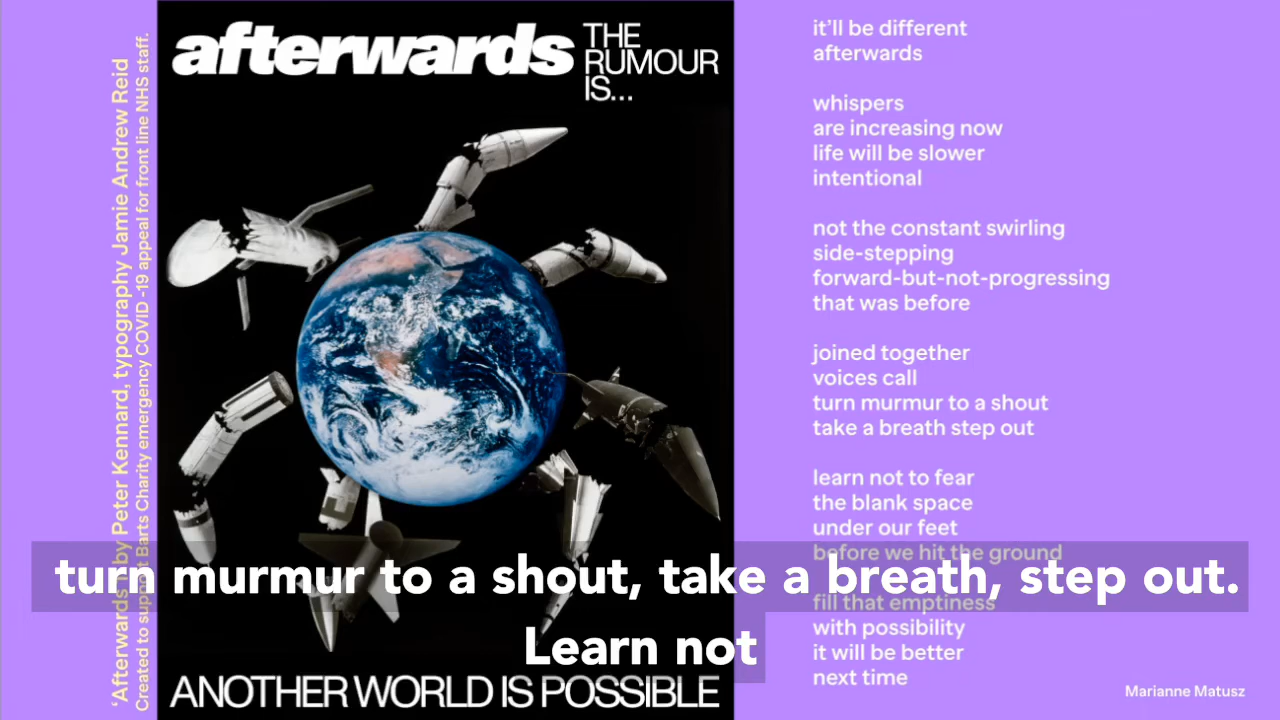 'Afterwards 1' by Peter Kennard, typography Jamie Andrew Reid
Created to support Barts Charity emergency COVID -19 appeal for front line NHS staff.
afterwards
THE
RUMOUR
IS...
ANOTHER WORLD IS POSSIBLE
it'll be different
afterwards
whispers
are increasing now
life will be slower
intentional
not the constant swirling
side-stepping
forward-but-not-progressing
that was before
joined together
voices call
turn murmur to a shout
take a breath step out
learn not to fear
the blank space
under our feet
before we hit the ground
fill that emptiness
with possibility
it will be better
next time
Marianne Matusz
turn murmur to a shout, take a breath, step out.
Learn not